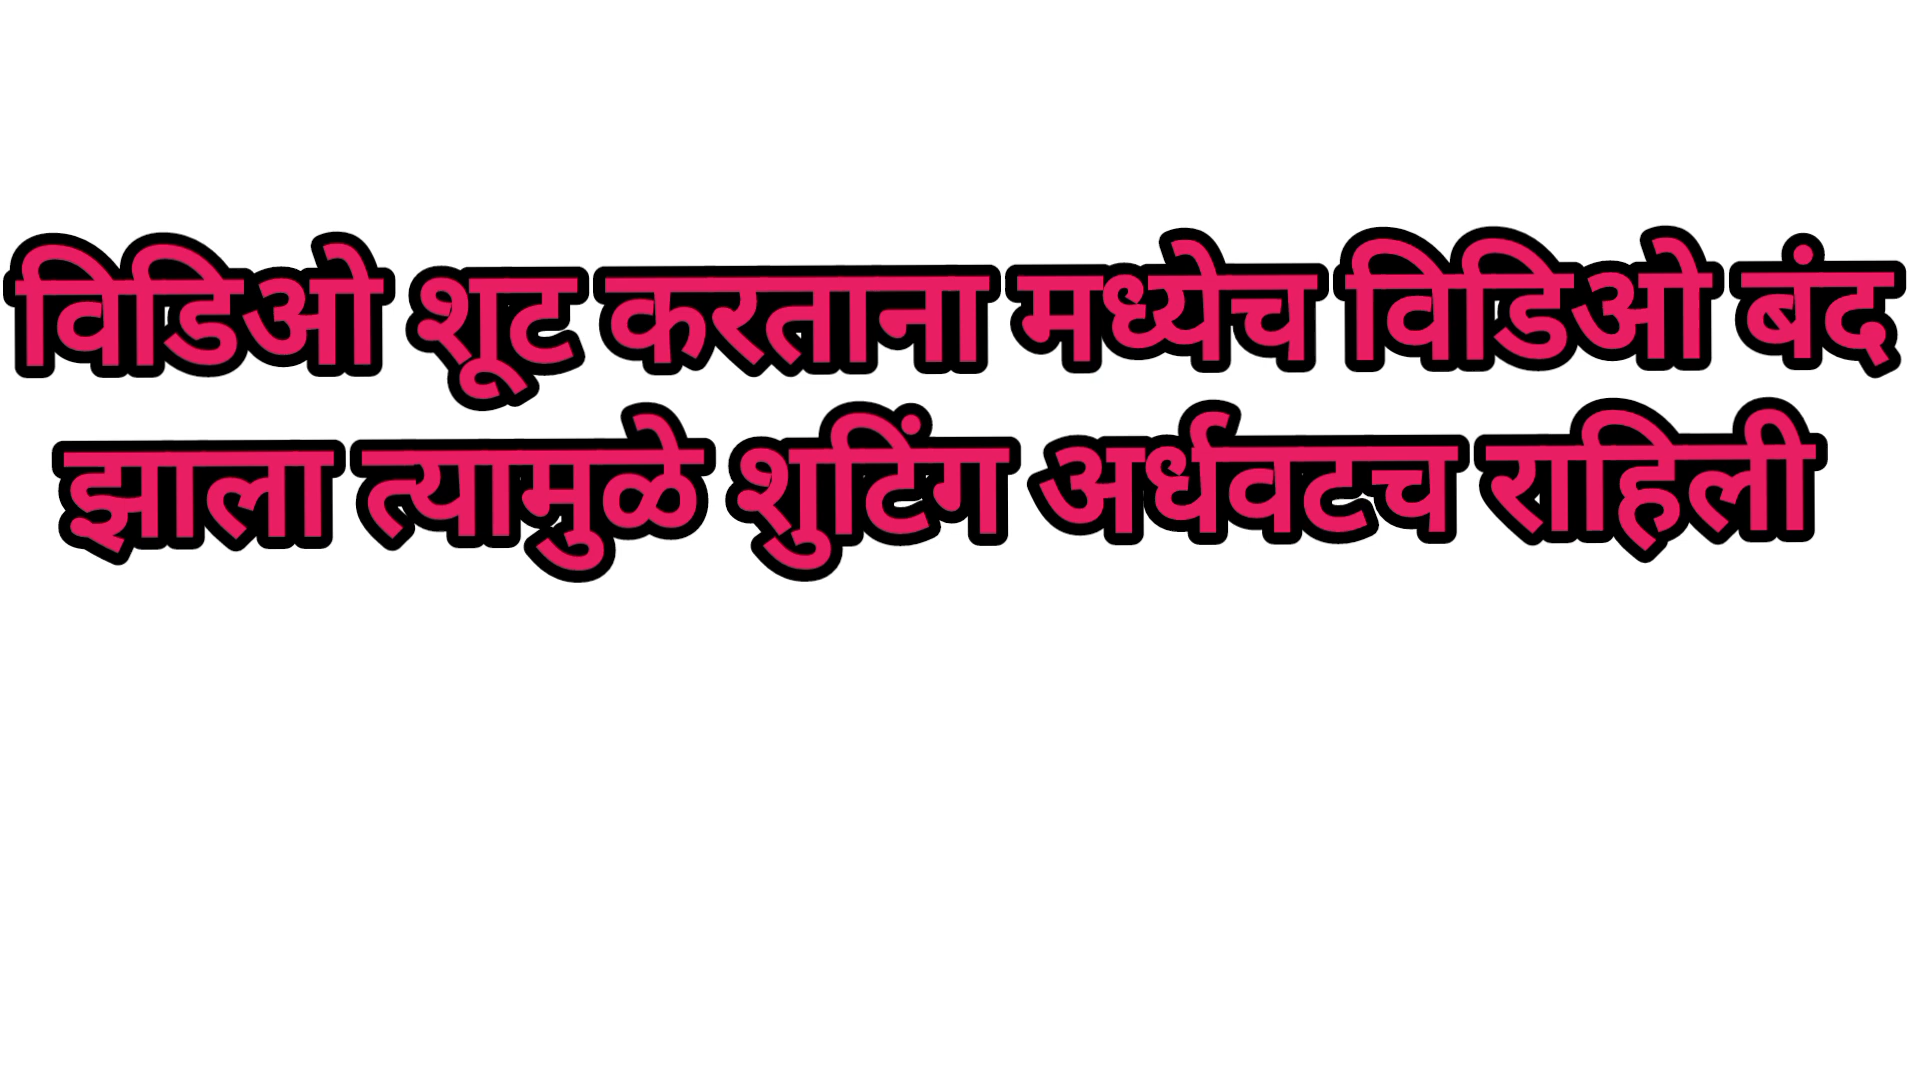 विडिओ शूट करताना मध्येच विडिओ बंद
झाला त्यामुळे शुटिंग अर्धवटच राहिली